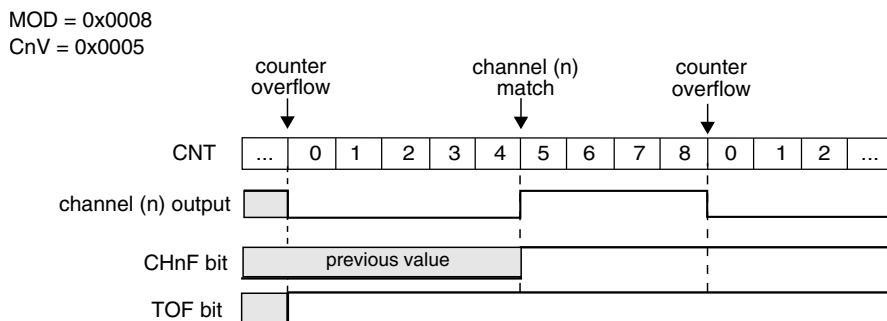 MOD = 0x0008
CnV = 0x0005
counter
overflow
channel (n)
match
counter
overflow
CNT ... 0 1 2 3 4 5 6 7 8 0 1 2 ...
channel (n) output
CHnF bit previous value
TOF bit